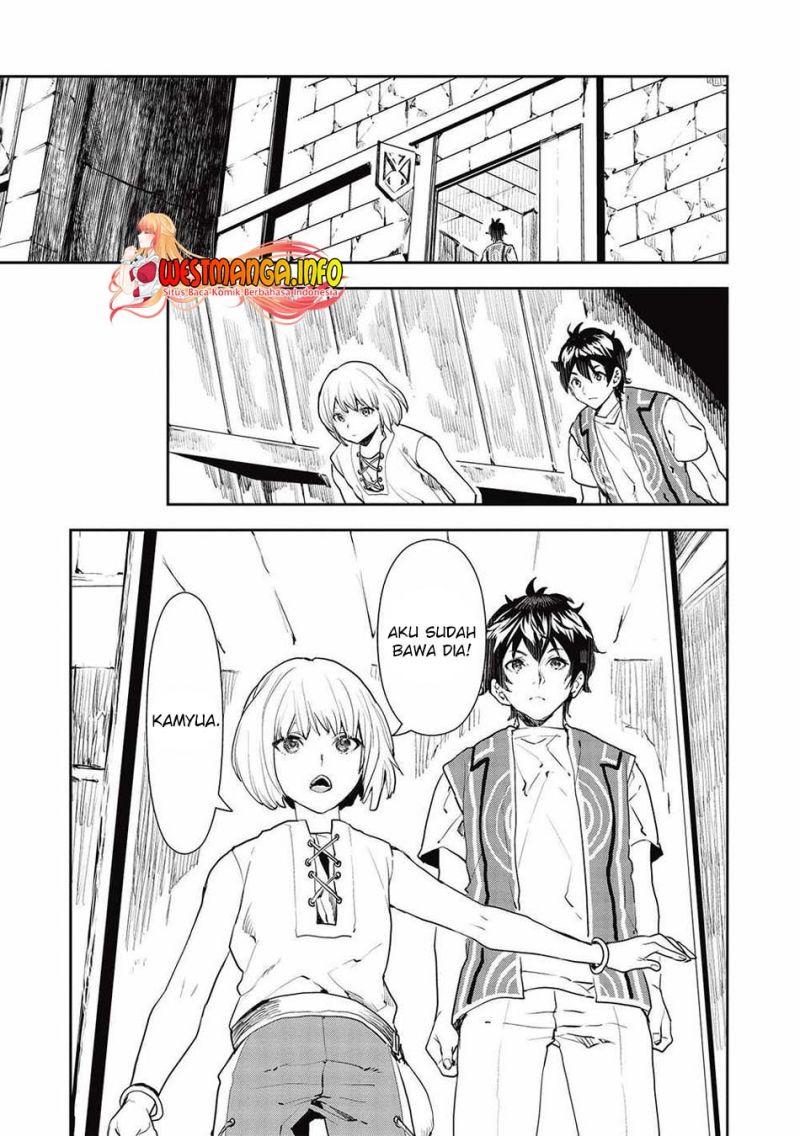 WESTMANGA.INFO
Situs Baca Komik Berbahasa Indonesia
AKU SUDAH
BAWA DIA!
KAMYUA.